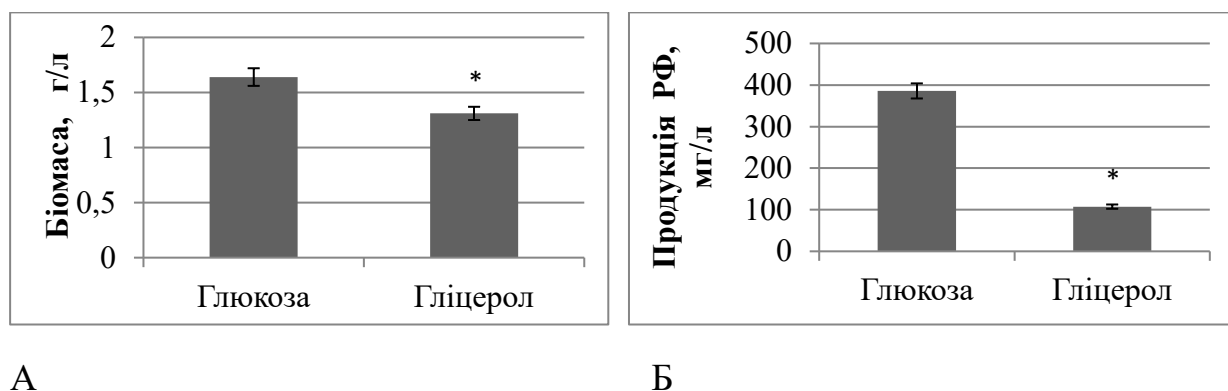 Біомаса, г/л
2
1,5
1
0,5
0
*
Глюкоза
Гліцерол
А
Продукція РФ,
мг/л
500
400
300
200
100
0
*
Глюкоза
Гліцерол
Б